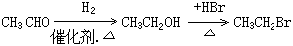 CH₃CHO —H₂/催化剂.△→ CH₃CH₂OH —+HBr/△→ CH₃CH₂Br